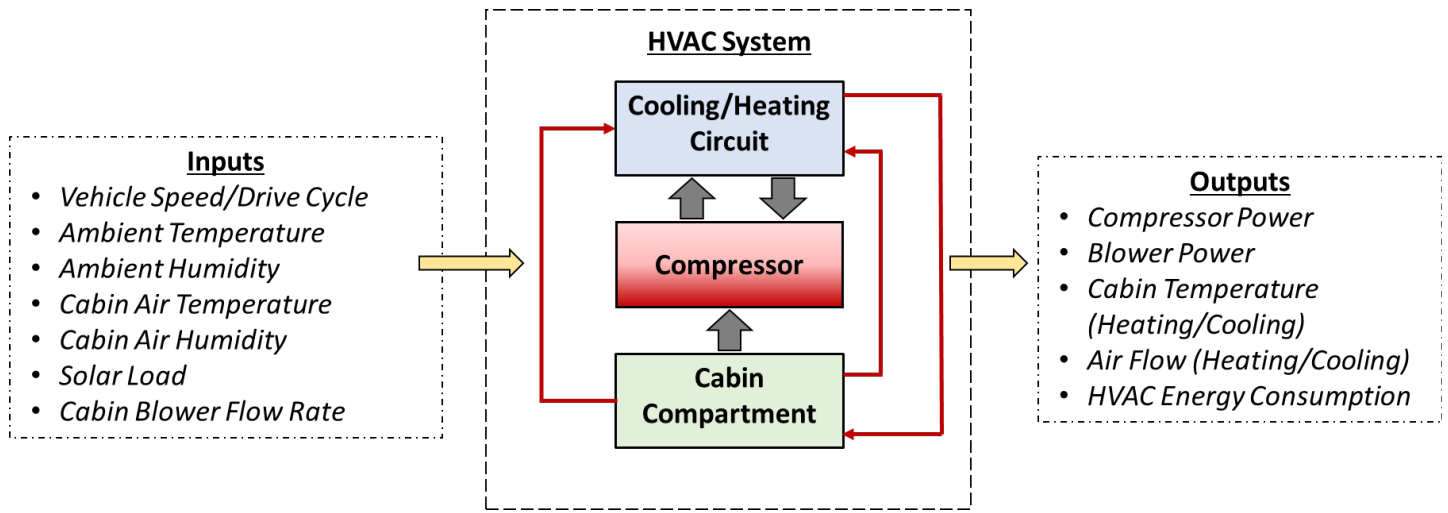 Inputs
• Vehicle Speed/Drive Cycle
• Ambient Temperature
• Ambient Humidity
• Cabin Air Temperature
• Cabin Air Humidity
• Solar Load
• Cabin Blower Flow Rate
HVAC System
Cooling/Heating
Circuit
Compressor
Cabin
Compartment
Outputs
• Compressor Power
• Blower Power
• Cabin Temperature
(Heating/Cooling)
• Air Flow (Heating/Cooling)
• HVAC Energy Consumption